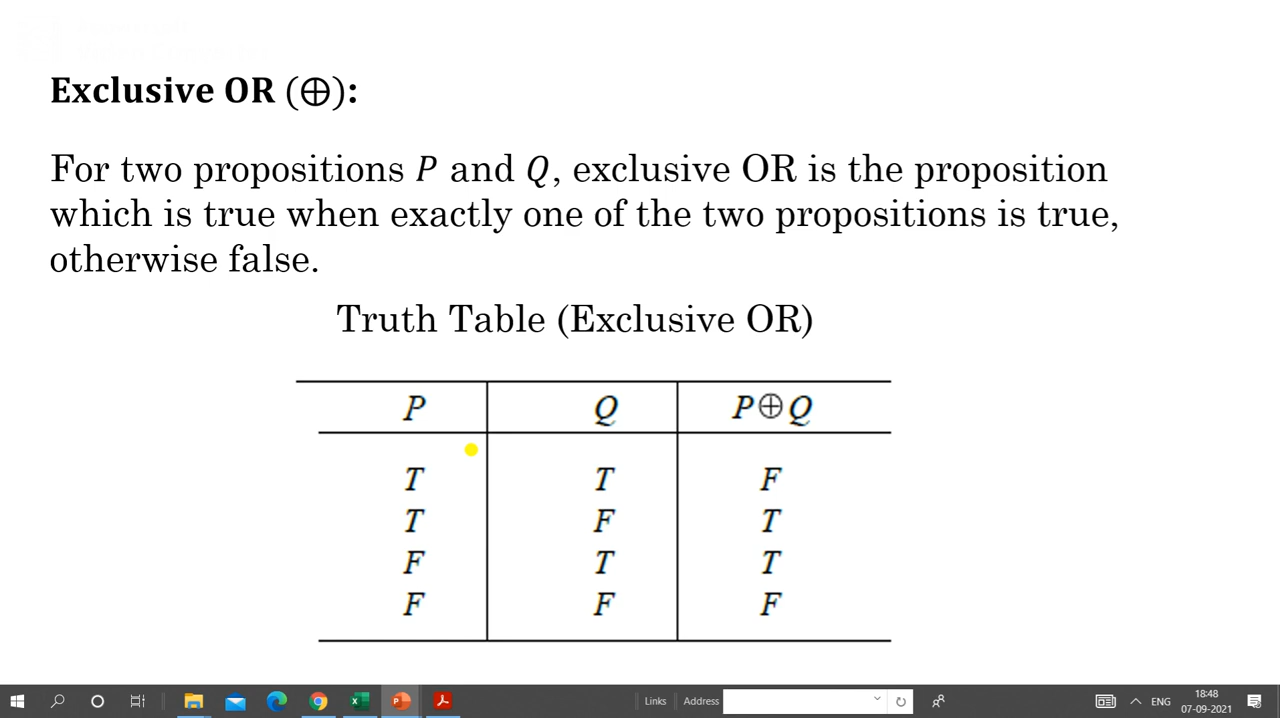 Exclusive OR (⊕):
For two propositions P and Q, exclusive OR is the proposition
which is true when exactly one of the two propositions is true,
otherwise false.
Truth Table (Exclusive OR)
P Q P⊕Q
T T F
T F T
F T T
F F F
Links Address ENG 18:48
07-09-2021